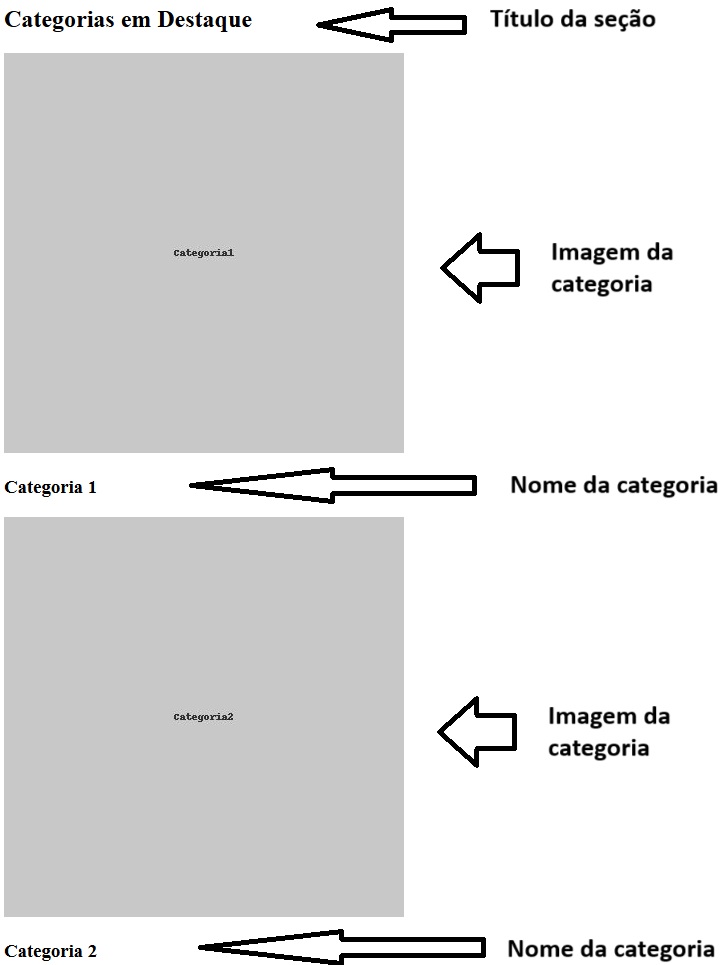 Categorias em Destaque
Título da seção
Categoria1
Imagem da
categoria
Categoria 1
Nome da categoria
Categoria2
Imagem da
categoria
Categoria 2
Nome da categoria